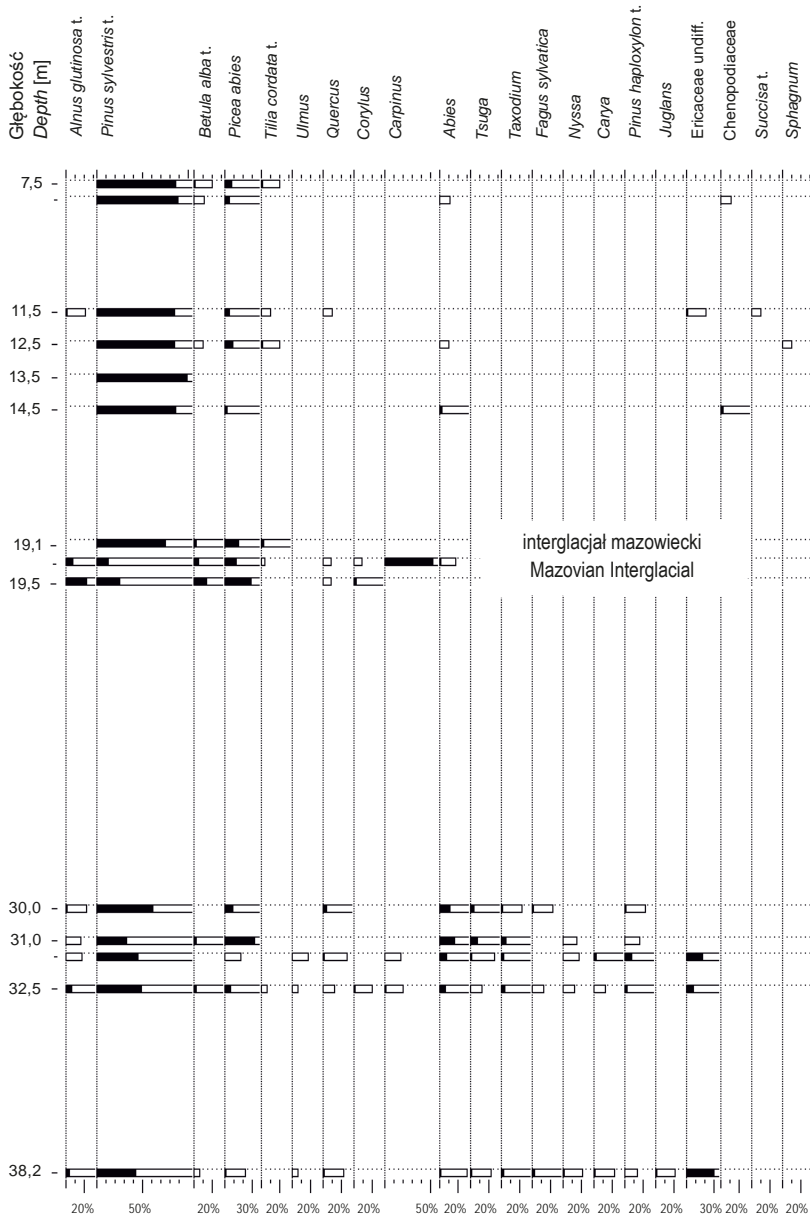 Głębokość
Depth [m]
Alnus glutinosa t.
Pinus sylvestris t.
Betula alba t.
Picea abies
Tilia cordata t.
Ulmus
Quercus
Corylus
Carpinus
Abies
Tsuga
Taxodium
Fagus sylvatica
Nyssa
Carya
Pinus haploxylon t.
Juglans
Ericaceae undiff.
Chenopodiaceae
Succisa t.
Sphagnum
7,5 -
-
11,5 -
12,5 -
13,5 -
14,5 -
19,1 -
-
19,5 -
interglacjał mazowiecki
Mazovian Interglacial
30,0 -
31,0 -
-
32,5 -
38,2 -
20% 50% 20% 30% 20% 20% 20% 20% 50% 20% 20% 20% 20% 20% 20% 20% 20% 30% 20% 20% 20%